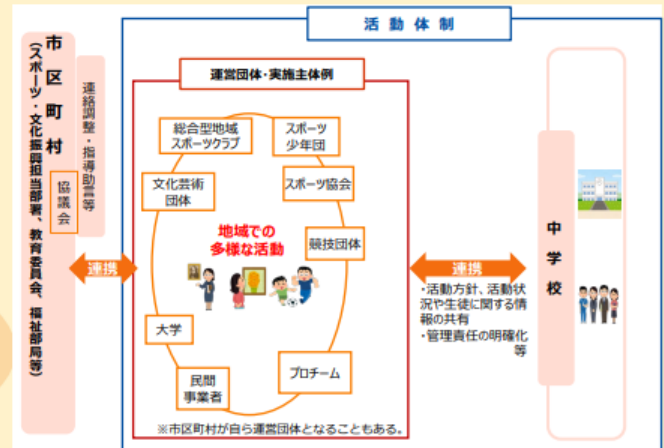 活動体制
市区町村
（スポーツ・文化振興担当部署、教育委員会、福祉部局等）
連絡調整・指導助言等
協議会
連携
運営団体・実施主体例
総合型地域
スポーツクラブ
スポーツ
少年団
文化芸術
団体
スポーツ協会
地域での
多様な活動
競技団体
大学
民間
事業者
プロチーム
※市区町村が自ら運営団体となることもある。
連携
・活動方針、活動状
況や生徒に関する情
報の共有
・管理責任の明確化
等
中学校